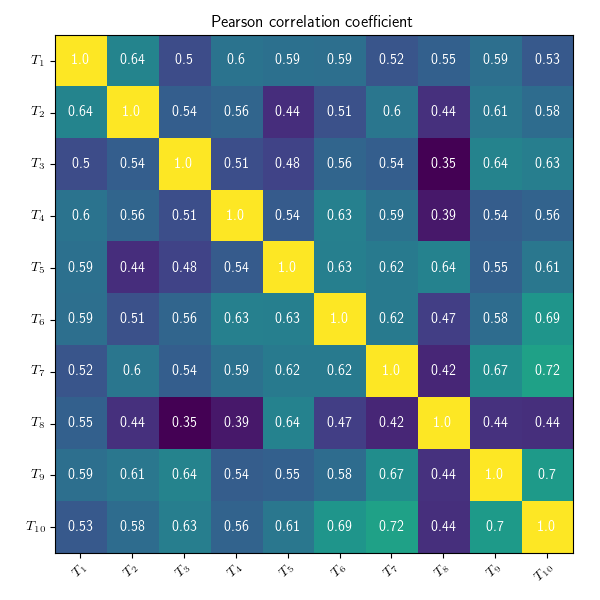 Pearson correlation coefficient
T₁ 1.0 0.64 0.5 0.6 0.59 0.59 0.52 0.55 0.59 0.53
T₂ 0.64 1.0 0.54 0.56 0.44 0.51 0.6 0.44 0.61 0.58
T₃ 0.5 0.54 1.0 0.51 0.48 0.56 0.54 0.35 0.64 0.63
T₄ 0.6 0.56 0.51 1.0 0.54 0.63 0.59 0.39 0.54 0.56
T₅ 0.59 0.44 0.48 0.54 1.0 0.63 0.62 0.64 0.55 0.61
T₆ 0.59 0.51 0.56 0.63 0.63 1.0 0.62 0.47 0.58 0.69
T₇ 0.52 0.6 0.54 0.59 0.62 0.62 1.0 0.42 0.67 0.72
T₈ 0.55 0.44 0.35 0.39 0.64 0.47 0.42 1.0 0.44 0.44
T₉ 0.59 0.61 0.64 0.54 0.55 0.58 0.67 0.44 1.0 0.7
T₁₀ 0.53 0.58 0.63 0.56 0.61 0.69 0.72 0.44 0.7 1.0
T₁ T₂ T₃ T₄ T₅ T₆ T₇ T₈ T₉ T₁₀